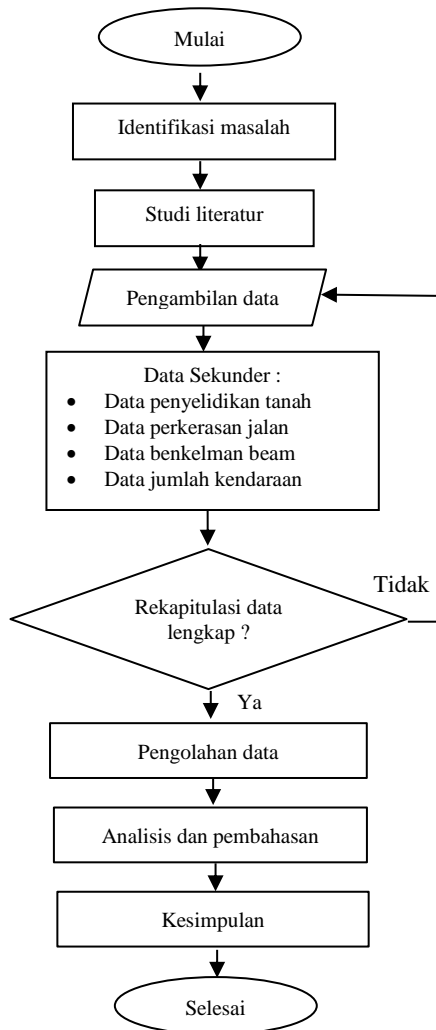 Mulai
Identifikasi masalah
Studi literatur
Pengambilan data
Data Sekunder :
• Data penyelidikan tanah
• Data perkerasan jalan
• Data benkelman beam
• Data jumlah kendaraan
Tidak
Rekapitulasi data
lengkap ?
Ya
Pengolahan data
Analisis dan pembahasan
Kesimpulan
Selesai